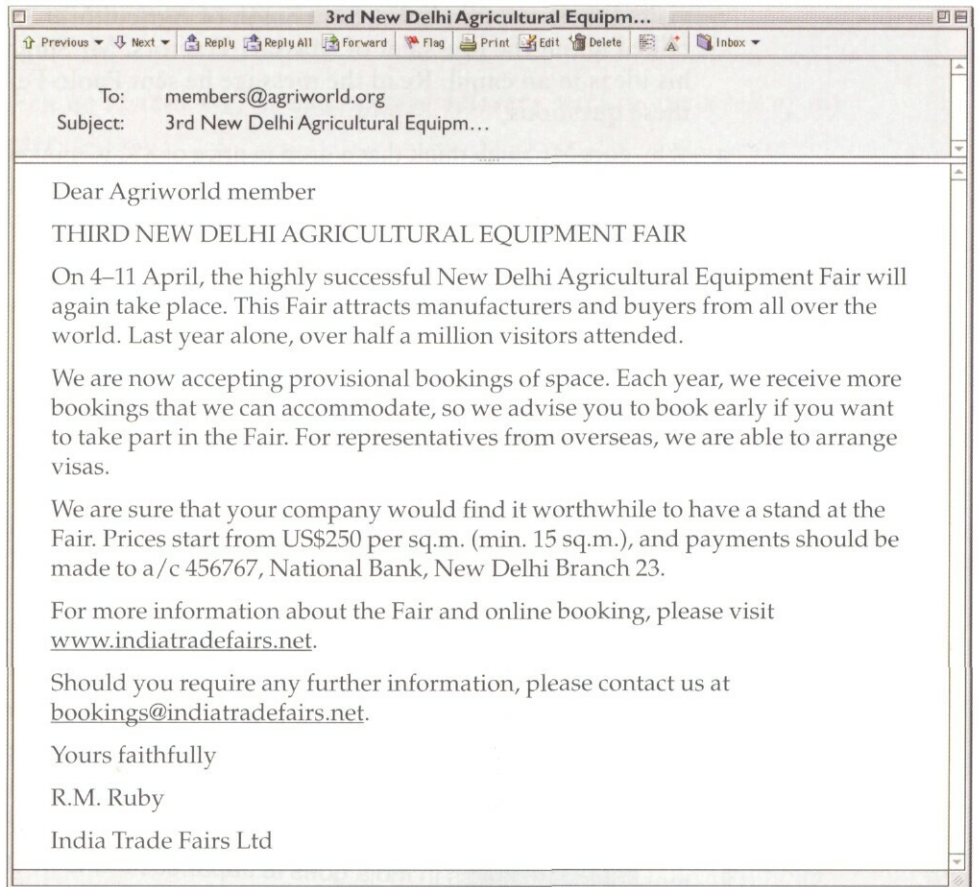 3rd New Delhi Agricultural Equipm...
Previous Next Reply Reply All Forward Flag Print Edit Delete Inbox
To: members@agriworld.org
Subject: 3rd New Delhi Agricultural Equipm...
Dear Agriworld member
THIRD NEW DELHI AGRICULTURAL EQUIPMENT FAIR
On 4–11 April, the highly successful New Delhi Agricultural Equipment Fair will
again take place. This Fair attracts manufacturers and buyers from all over the
world. Last year alone, over half a million visitors attended.
We are now accepting provisional bookings of space. Each year, we receive more
bookings that we can accommodate, so we advise you to book early if you want
to take part in the Fair. For representatives from overseas, we are able to arrange
visas.
We are sure that your company would find it worthwhile to have a stand at the
Fair. Prices start from US$250 per sq.m. (min. 15 sq.m.), and payments should be
made to a/c 456767, National Bank, New Delhi Branch 23.
For more information about the Fair and online booking, please visit
www.indiatradefairs.net.
Should you require any further information, please contact us at
bookings@indiatradefairs.net.
Yours faithfully
R.M. Ruby
India Trade Fairs Ltd